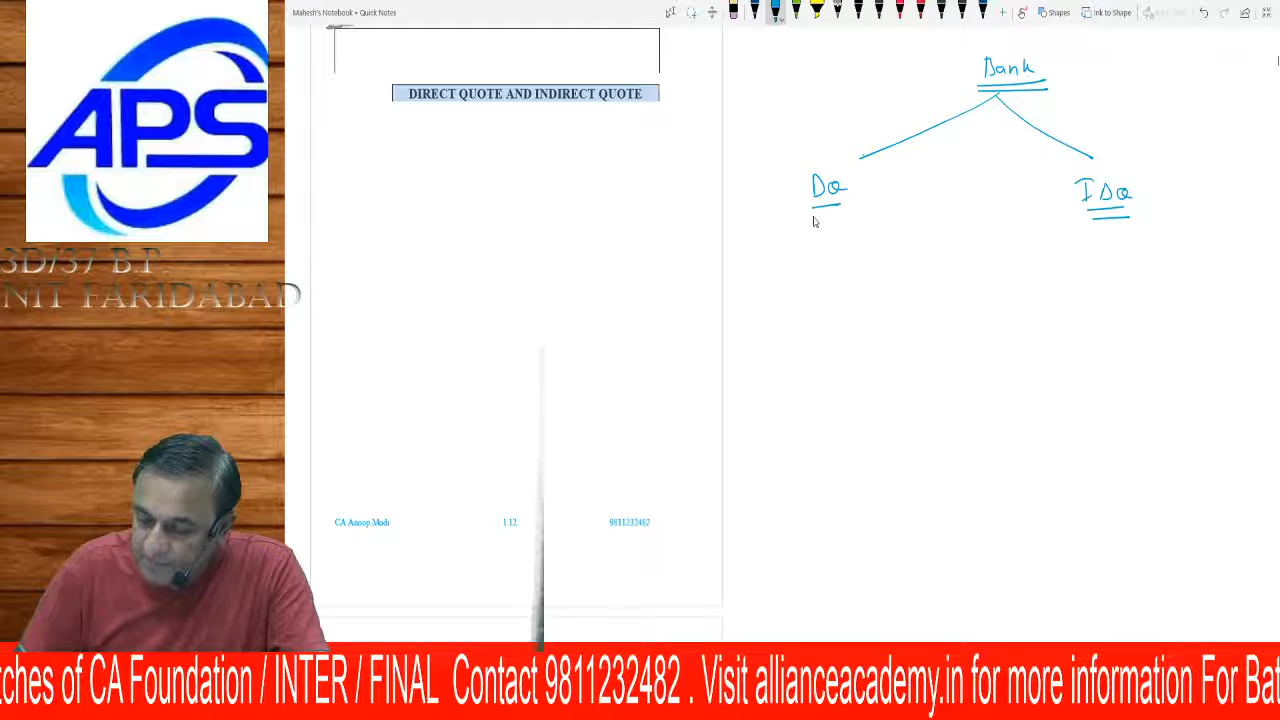 Mahesh's Notebook » Quick Notes
Shapes
Ink to Shape
APS
3D/37 B.P.
NIT FARIDABAD
DIRECT QUOTE AND INDIRECT QUOTE
Bank
DQ
IDQ
CA Anoop Modi
1.12
9811232482
tches of CA Foundation / INTER / FINAL Contact 9811232482 . Visit allianceacademy.in for more information For Bat